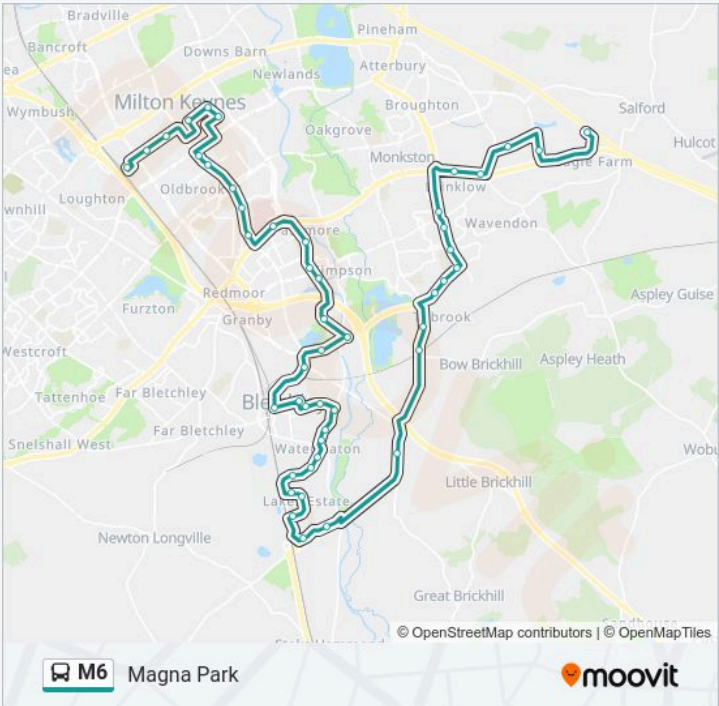 Bradville
Pineham
Bancroft
Downs Barn
Atterbury
Newlands
Milton Keynes
Broughton
Salford
Wymbush
Oakgrove
Hulcot
Monkston
Loughton
Oldbrook
Wavendon
Simpson
Redmoor
Furzton
Granby
Aspley Guise
Westcroft
Bow Brickhill
Aspley Heath
Tattenhoe
Far Bletchley
Far Bletchley
Snelshall West
Little Brickhill
Newton Longville
Great Brickhill
© OpenStreetMap contributors | © OpenMapTiles
M6 Magna Park
moovit